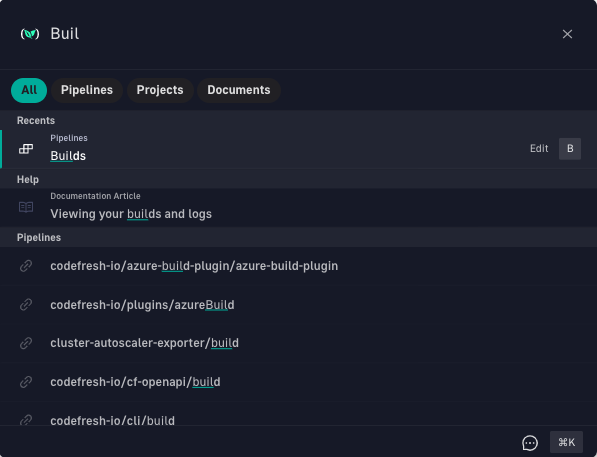 Buil
All Pipelines Projects Documents
Recents
Pipelines
Builds
Edit B
Help
Documentation Article
Viewing your builds and logs
Pipelines
codefresh-io/azure-build-plugin/azure-build-plugin
codefresh-io/plugins/azureBuild
cluster-autoscaler-exporter/build
codefresh-io/cf-openapi/build
codefresh-io/cli/build
⌘K